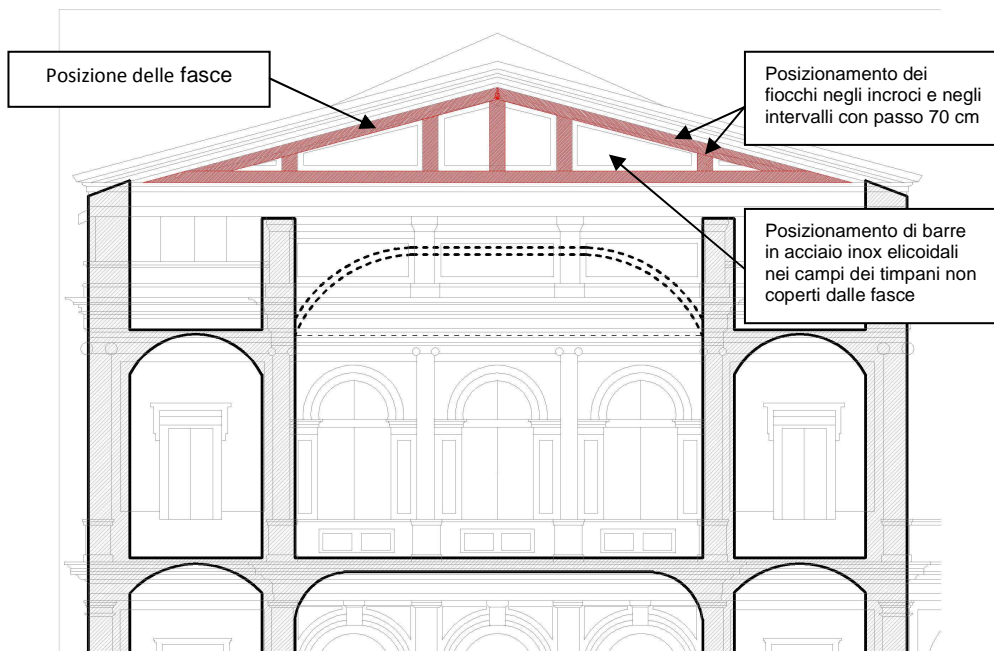 Posizione delle fasce
Posizionamento dei
fiocchi negli incroci e negli
intervalli con passo 70 cm
Posizionamento di barre
in acciaio inox elicoidali
nei campi dei timpani non
coperti dalle fasce